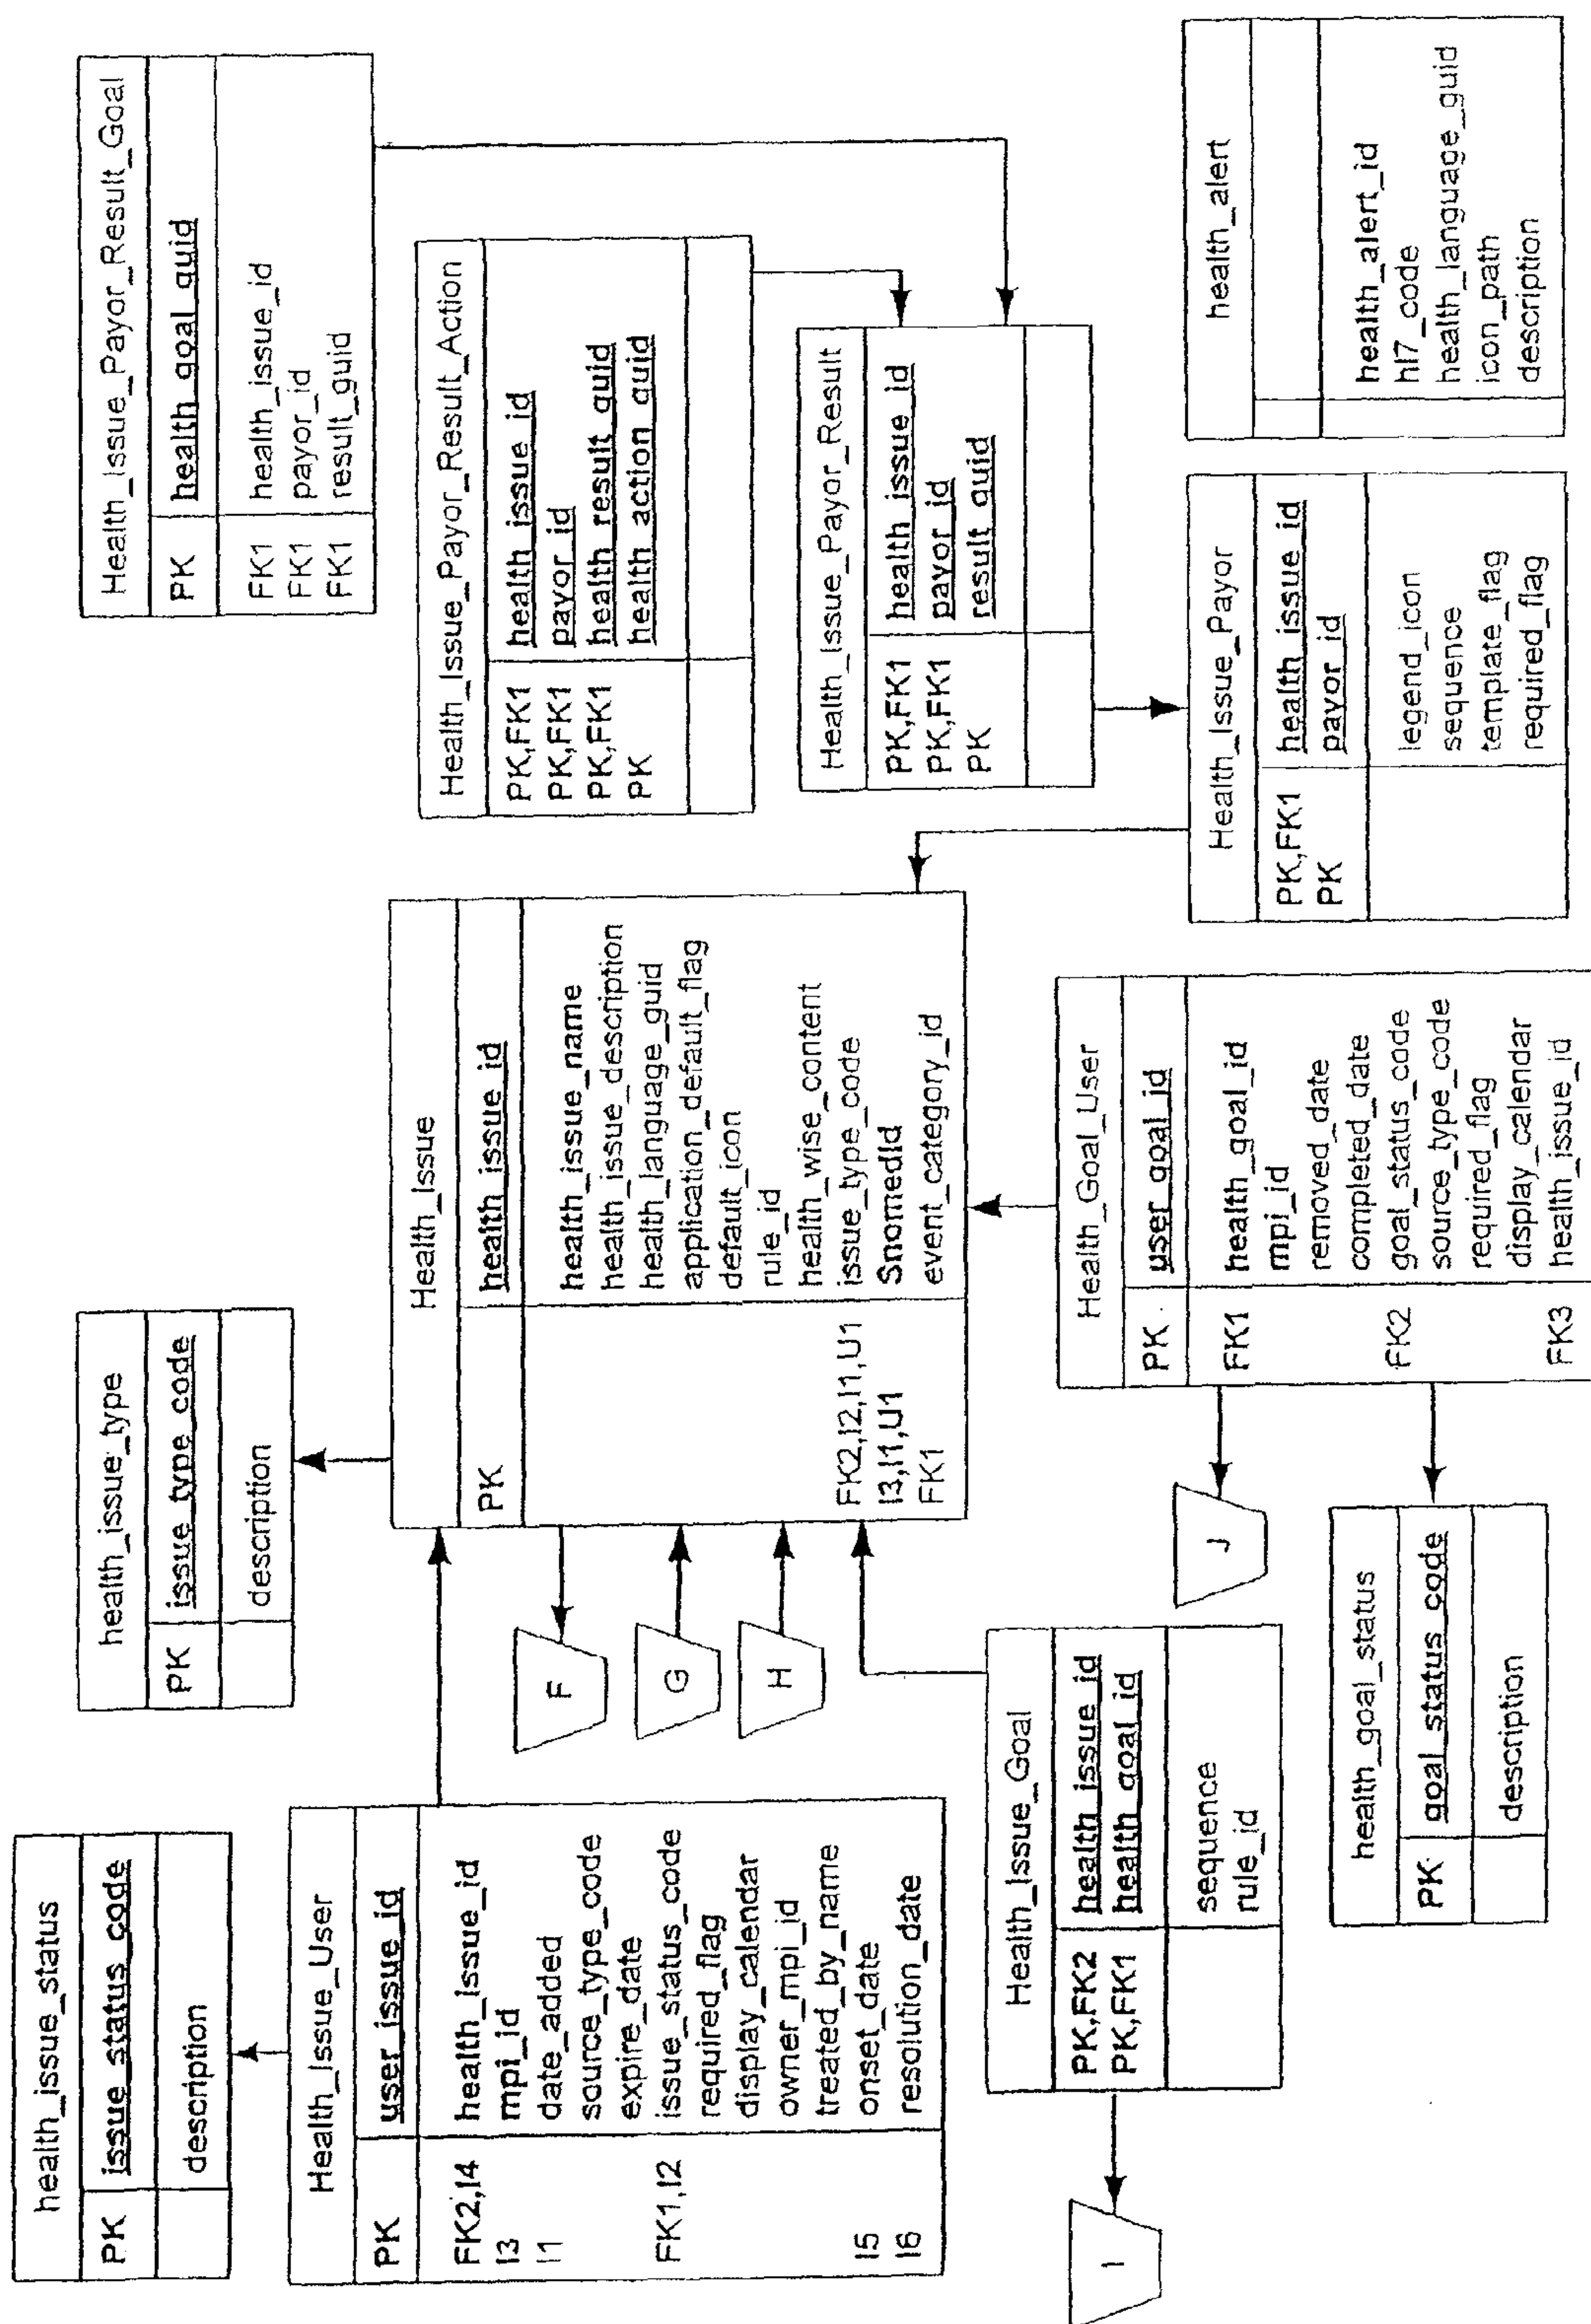 health_issue_status
PK issue_status_code
description
Health_Issue_User
PK user_issue_id
FK2,I4 health_issue_id
I3 mpi_id
I1 date_added
source_type_code
expire_date
FK1,I2 issue_status_code
required_flag
display_calendar
owner_mpi_id
treated_by_name
I5 onset_date
I6 resolution_date
health_issue_type
PK issue_type_code
description
F
G
H
Health_Issue
PK health_issue_id
health_issue_name
health_issue_description
health_language_guid
application_default_flag
default_icon
rule_id
health_wise_content
FK2,I2,I1,U1 issue_type_code
I3,I1,U1 SnomedId
FK1 event_category_id
Health_Issue_Payor_Result_Goal
PK health_goal_guid
FK1 health_issue_id
FK1 payor_id
FK1 result_guid
Health_Issue_Payor_Result_Action
PK,FK1 health_issue_id
PK,FK1 payor_id
PK,FK1 health_result_guid
PK health_action_guid
Health_Issue_Payor_Result
PK,FK1 health_issue_id
PK,FK1 payor_id
PK result_guid
I
Health_Issue_Goal
PK,FK2 health_issue_id
PK,FK1 health_goal_id
sequence
rule_id
J
health_goal_status
PK goal_status_code
description
Health_Goal_User
PK user_goal_id
FK1 health_goal_id
mpi_id
removed_date
completed_date
FK2 goal_status_code
source_type_code
required_flag
display_calendar
FK3 health_issue_id
Health_Issue_Payor
PK,FK1 health_issue_id
PK payor_id
legend_icon
sequence
template_flag
required_flag
health_alert
health_alert_id
hl7_code
health_language_guid
icon_path
description